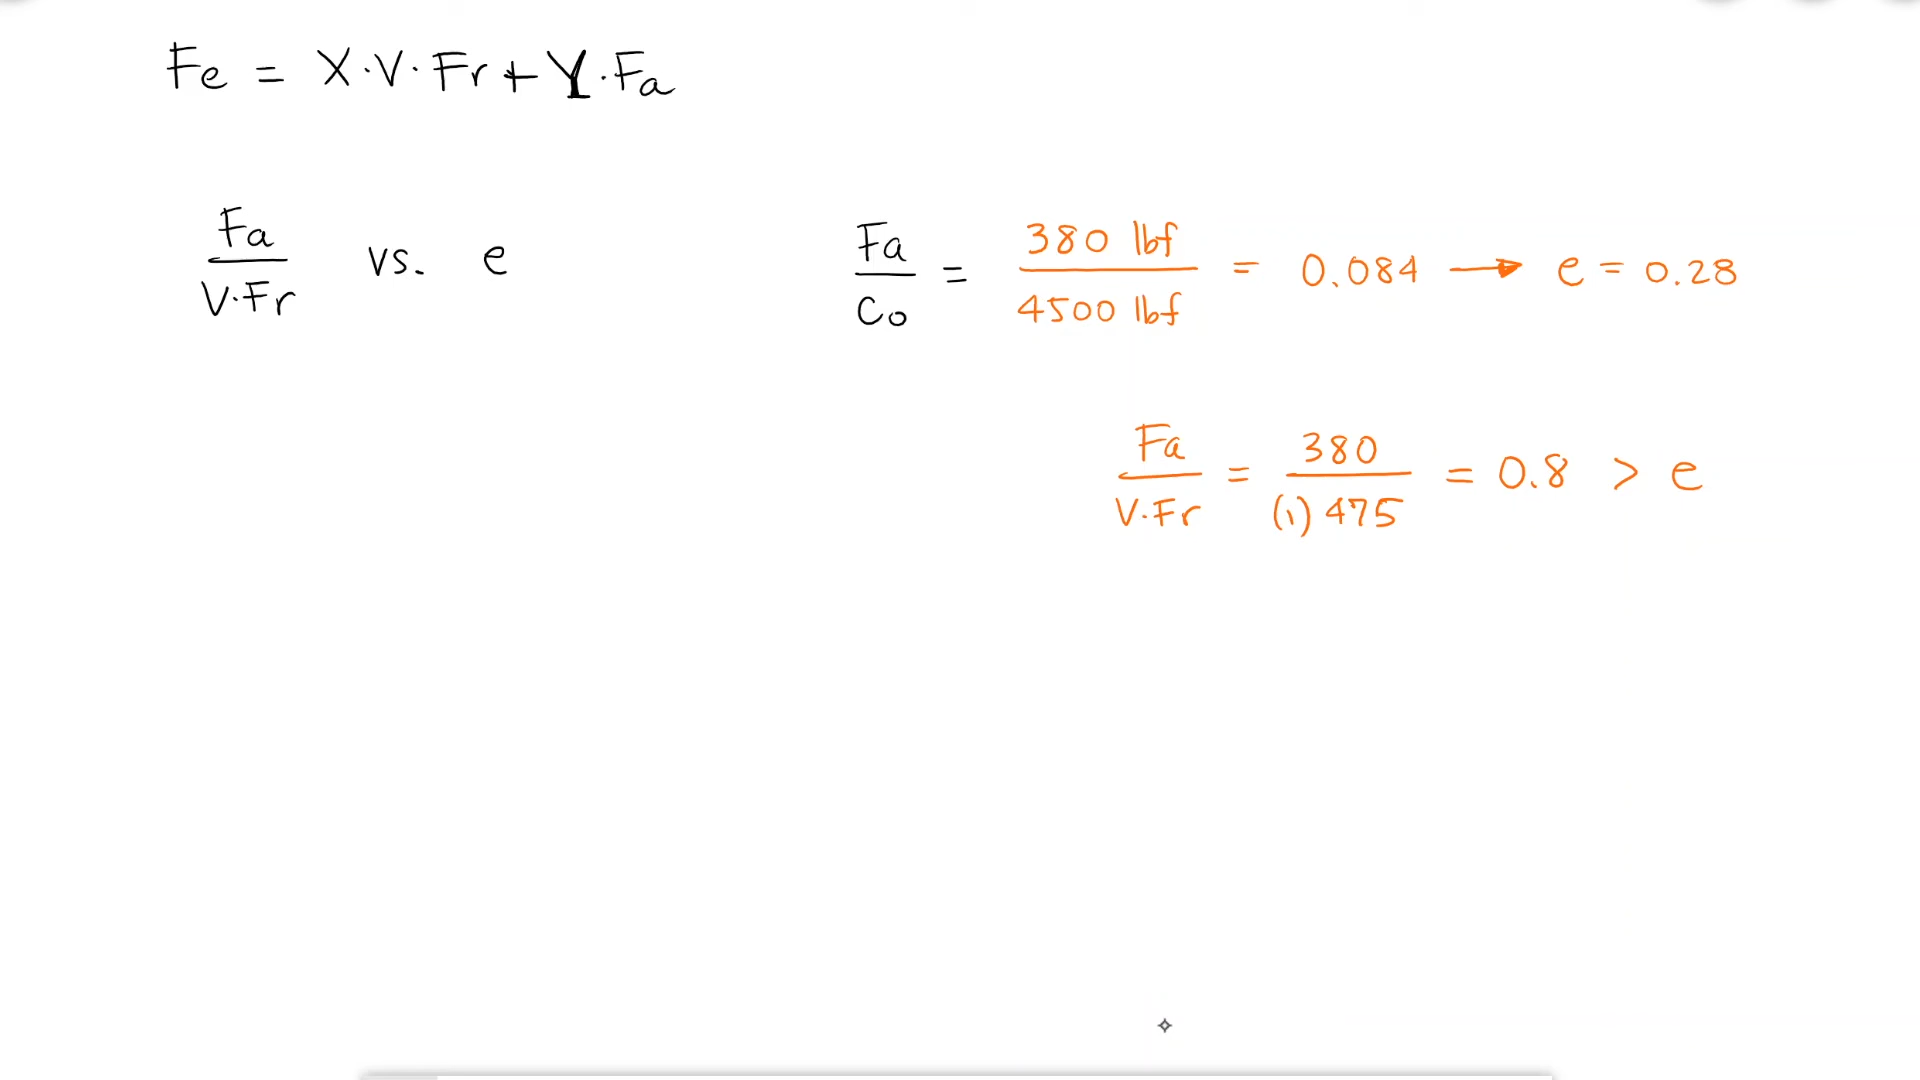 Fe = X·V·Fr + Y·Fa
Fa / V·Fr vs. e
Fa / Co = 380 lbf / 4500 lbf = 0.084 → e = 0.28
Fa / V·Fr = 380 / (1) 475 = 0.8 > e